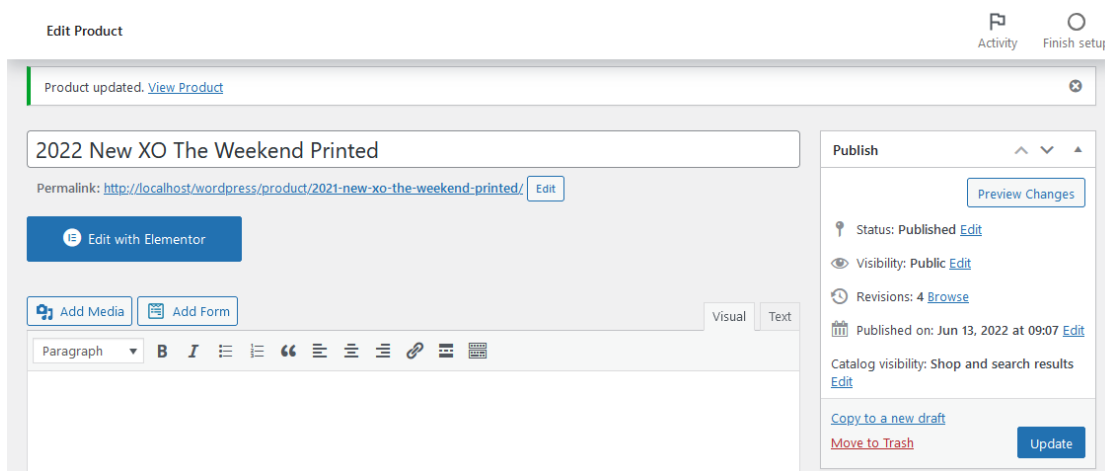 Edit Product
Activity
Finish setup
Product updated. View Product
2022 New XO The Weekend Printed
Permalink: http://localhost/wordpress/product/2021-new-xo-the-weekend-printed/ Edit
Edit with Elementor
Add Media Add Form
Visual Text
Paragraph
Publish
Preview Changes
Status: Published Edit
Visibility: Public Edit
Revisions: 4 Browse
Published on: Jun 13, 2022 at 09:07 Edit
Catalog visibility: Shop and search results
Edit
Copy to a new draft
Move to Trash
Update